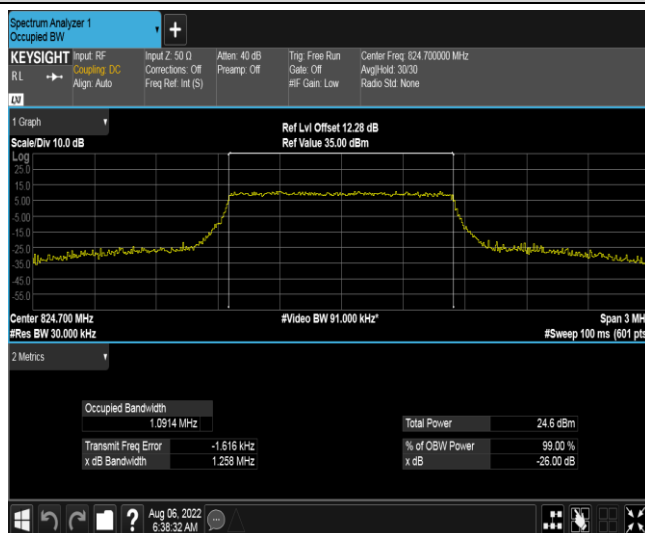 Spectrum Analyzer 1
Occupied BW
KEYSIGHT
RL
LXI
Input: RF
Coupling: DC
Align: Auto
Input Z: 50 Ω
Corrections: Off
Freq Ref: Int (S)
Atten: 40 dB
Preamp: Off
Trig: Free Run
Gate: Off
#IF Gain: Low
Center Freq: 824.700000 MHz
Avg|Hold: 30/30
Radio Std: None
1 Graph
Scale/Div 10.0 dB
Ref Lvl Offset 12.28 dB
Ref Value 35.00 dBm
Log
25.0
15.0
5.00
-5.00
-15.0
-25.0
-35.0
-45.0
-55.0
Center 824.700 MHz
#Video BW 91.000 kHz*
Span 3 MH
#Res BW 30.000 kHz
#Sweep 100 ms (601 pts
2 Metrics
Occupied Bandwidth
1.0914 MHz
Total Power 24.6 dBm
Transmit Freq Error -1.616 kHz
% of OBW Power 99.00 %
x dB Bandwidth 1.258 MHz
x dB -26.00 dB
?
Aug 06, 2022
6:38:32 AM